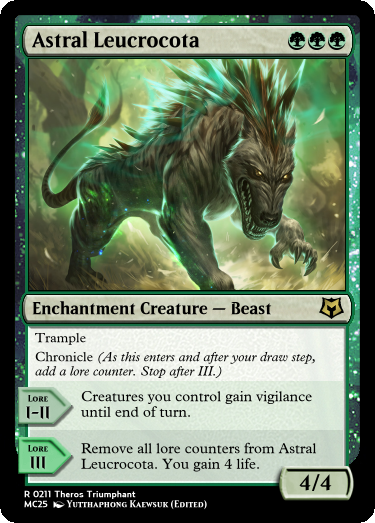 Astral Leucrocota
Enchantment Creature — Beast
Trample
Chronicle (As this enters and after your draw step,
add a lore counter. Stop after III.)
LORE
I-II
Creatures you control gain vigilance
until end of turn.
LORE
III
Remove all lore counters from Astral
Leucrocota. You gain 4 life.
4/4
R 0211 Theros Triumphant
MC25 Yutthaphong Kaewsuk (Edited)